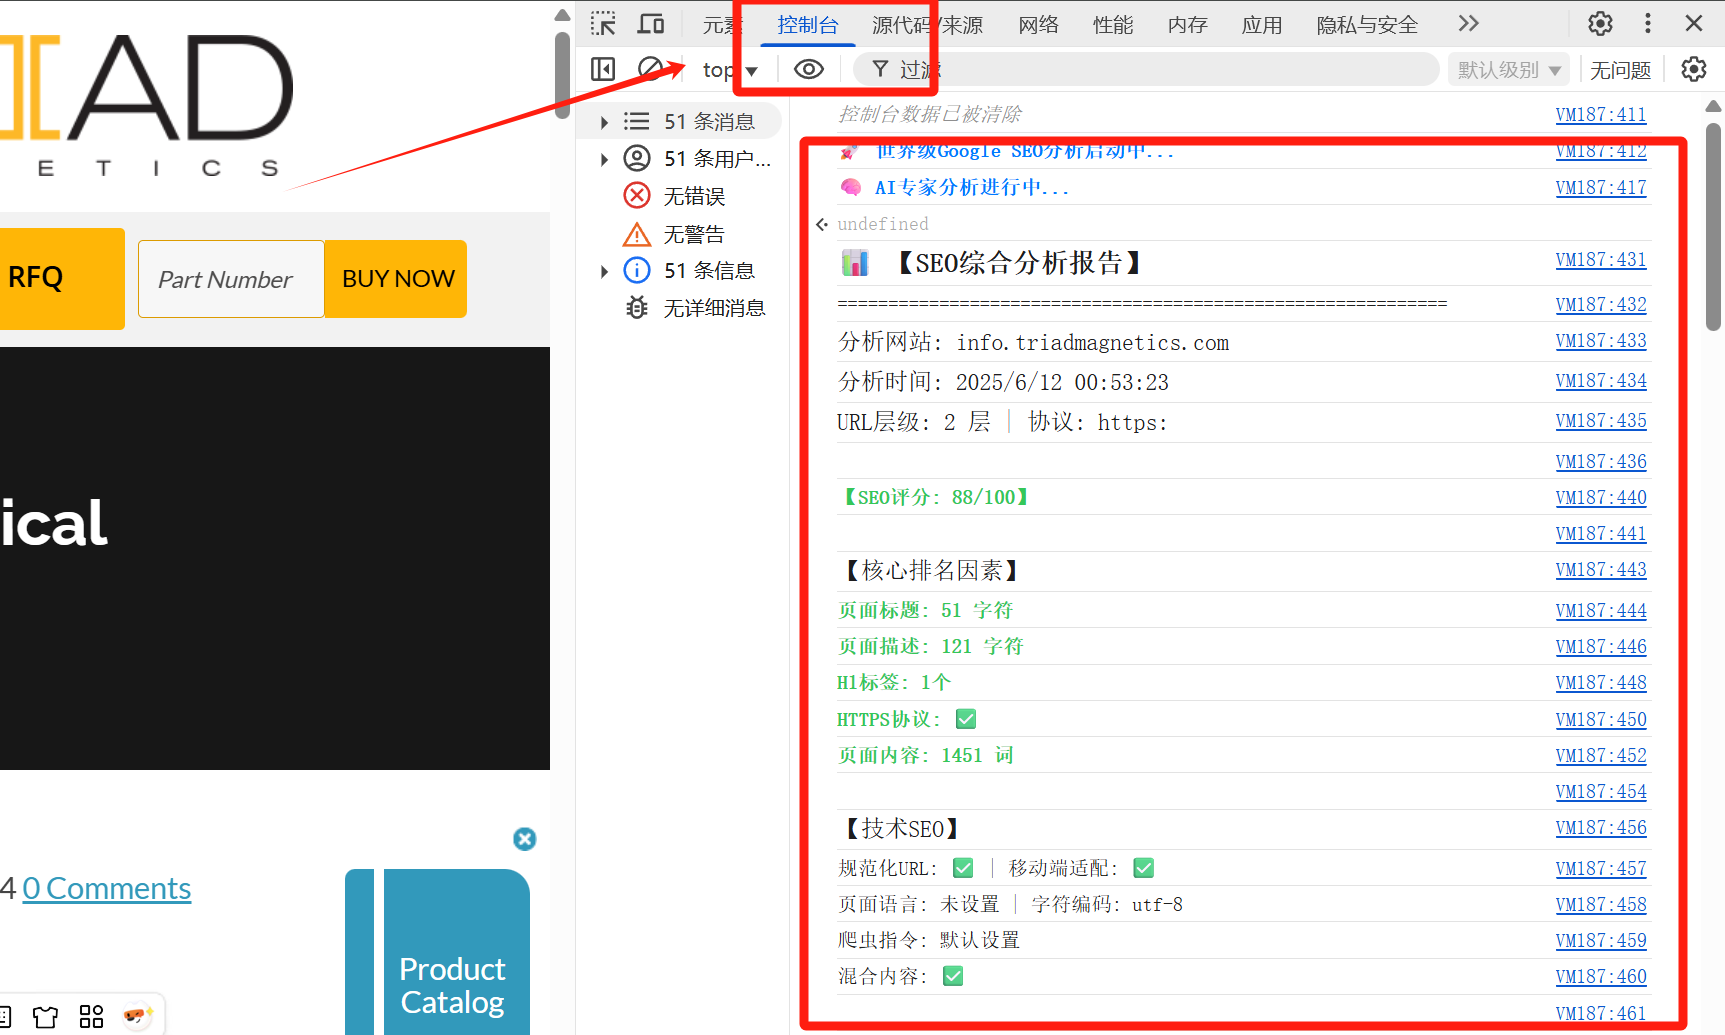 IAD
ETICS
RFQ
Part Number
BUY NOW
ical
4 0 Comments
Product
Catalog
元素
控制台
源代码/来源
网络
性能
内存
应用
隐私与安全
top
过滤
默认级别
无问题
51 条消息
51 条用户...
无错误
无警告
51 条信息
无详细消息
控制台数据已被清除 VM187:411
🚀 世界级Google SEO分析启动中... VM187:412
🧠 AI专家分析进行中... VM187:417
undefined
📊 【SEO综合分析报告】 VM187:431
============================================================ VM187:432
分析网站: info.triadmagnetics.com VM187:433
分析时间: 2025/6/12 00:53:23 VM187:434
URL层级: 2 层 | 协议: https: VM187:435
VM187:436
【SEO评分: 88/100】 VM187:440
VM187:441
【核心排名因素】 VM187:443
页面标题: 51 字符 VM187:444
页面描述: 121 字符 VM187:446
H1标签: 1个 VM187:448
HTTPS协议: ✅ VM187:450
页面内容: 1451 词 VM187:452
VM187:454
【技术SEO】 VM187:456
规范化URL: ✅ | 移动端适配: ✅ VM187:457
页面语言: 未设置 | 字符编码: utf-8 VM187:458
爬虫指令: 默认设置 VM187:459
混合内容: ✅ VM187:460
VM187:461